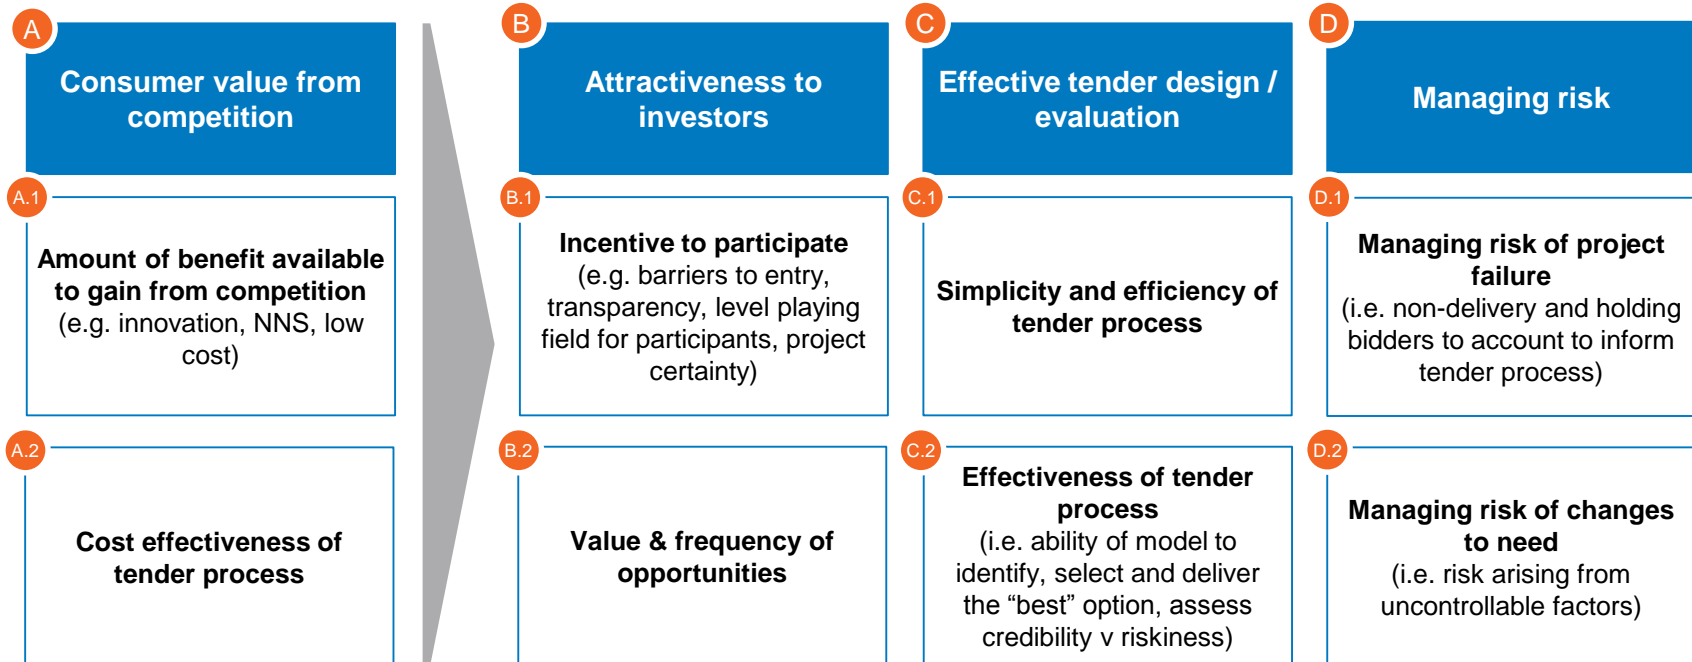 A
Consumer value from
competition
A.1
Amount of benefit available
to gain from competition
(e.g. innovation, NNS, low
cost)
A.2
Cost effectiveness of
tender process
B
Attractiveness to
investors
B.1
Incentive to participate
(e.g. barriers to entry,
transparency, level playing
field for participants, project
certainty)
B.2
Value & frequency of
opportunities
C
Effective tender design /
evaluation
C.1
Simplicity and efficiency of
tender process
C.2
Effectiveness of tender
process
(i.e. ability of model to
identify, select and deliver
the “best” option, assess
credibility v riskiness)
D
Managing risk
D.1
Managing risk of project
failure
(i.e. non-delivery and holding
bidders to account to inform
tender process)
D.2
Managing risk of changes
to need
(i.e. risk arising from
uncontrollable factors)